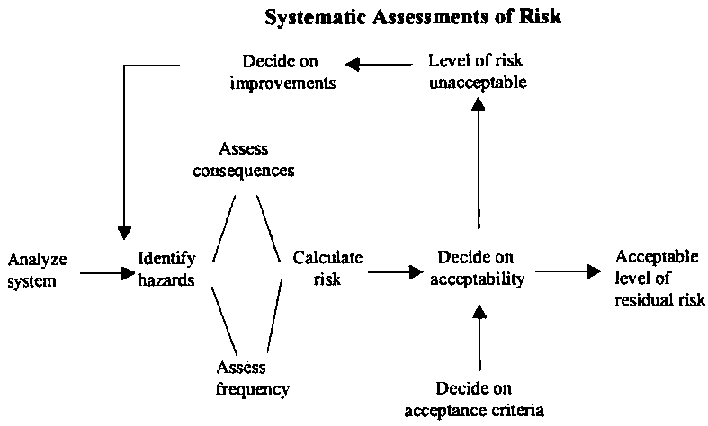 Systematic Assessments of Risk
Decide on
improvements
Level of risk
unacceptable
Assess
consequences
Analyze
system
Identify
hazards
Calculate
risk
Decide on
acceptability
Acceptable
level of
residual risk
Assess
frequency
Decide on
acceptance criteria